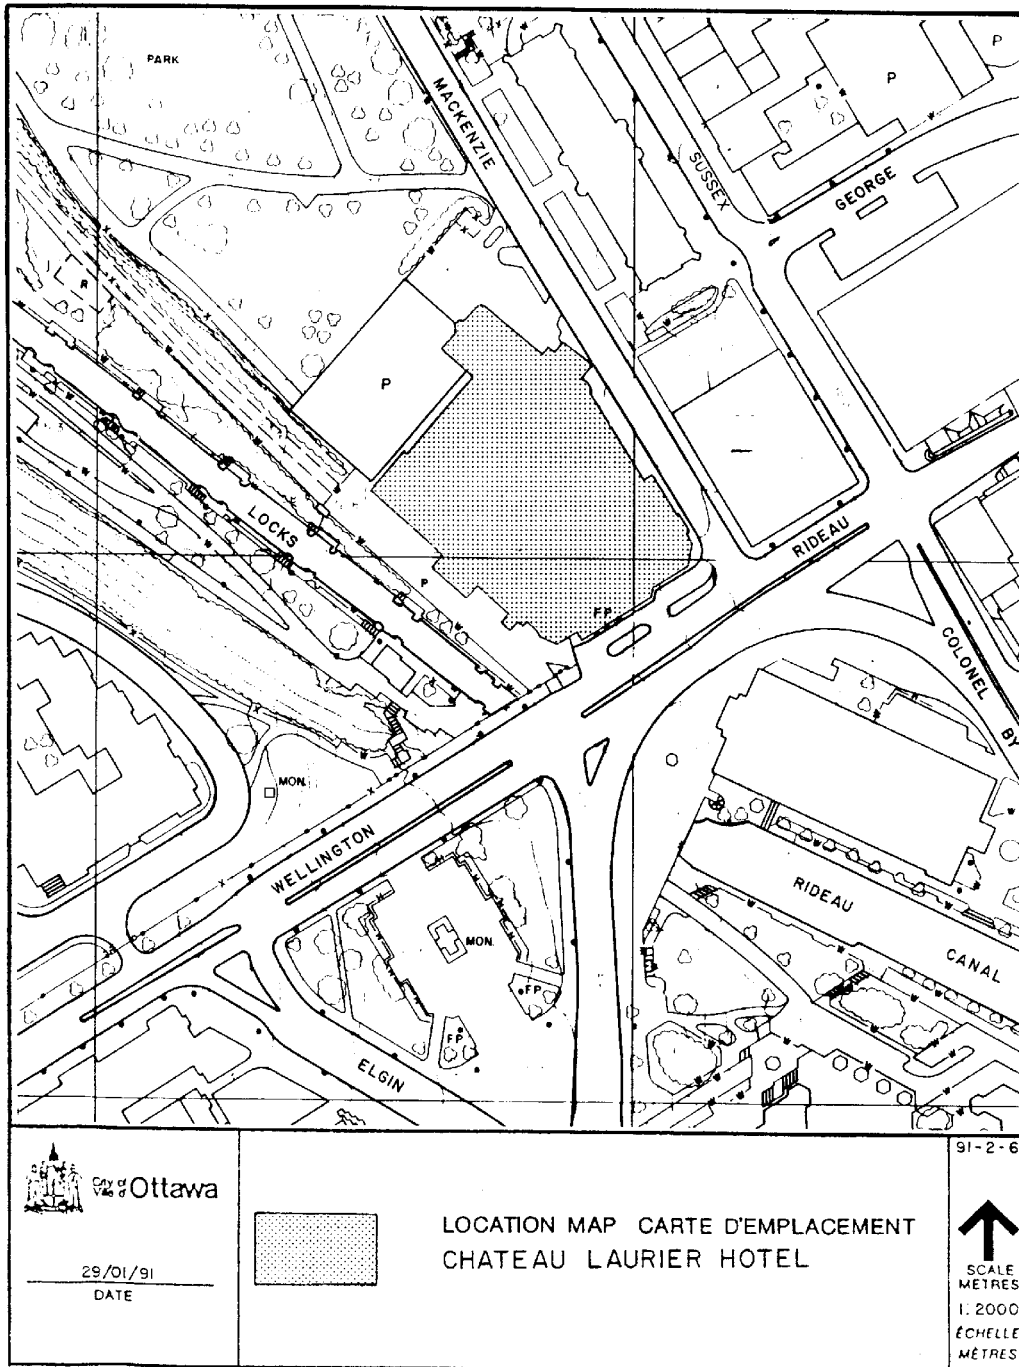 PARK
MACKENZIE
SUSSEX
P
P
GEORGE
R
P
LOCKS
P
RIDEAU
F.P.
COLONEL BY
MON.
WELLINGTON
MON.
FP
FP
ELGIN
RIDEAU
CANAL
City of
Ville d'
Ottawa
29/01/91
DATE
LOCATION MAP CARTE D'EMPLACEMENT
CHATEAU LAURIER HOTEL
91-2-6
SCALE
METRES
1:2000
ÉCHELLE
MÈTRES